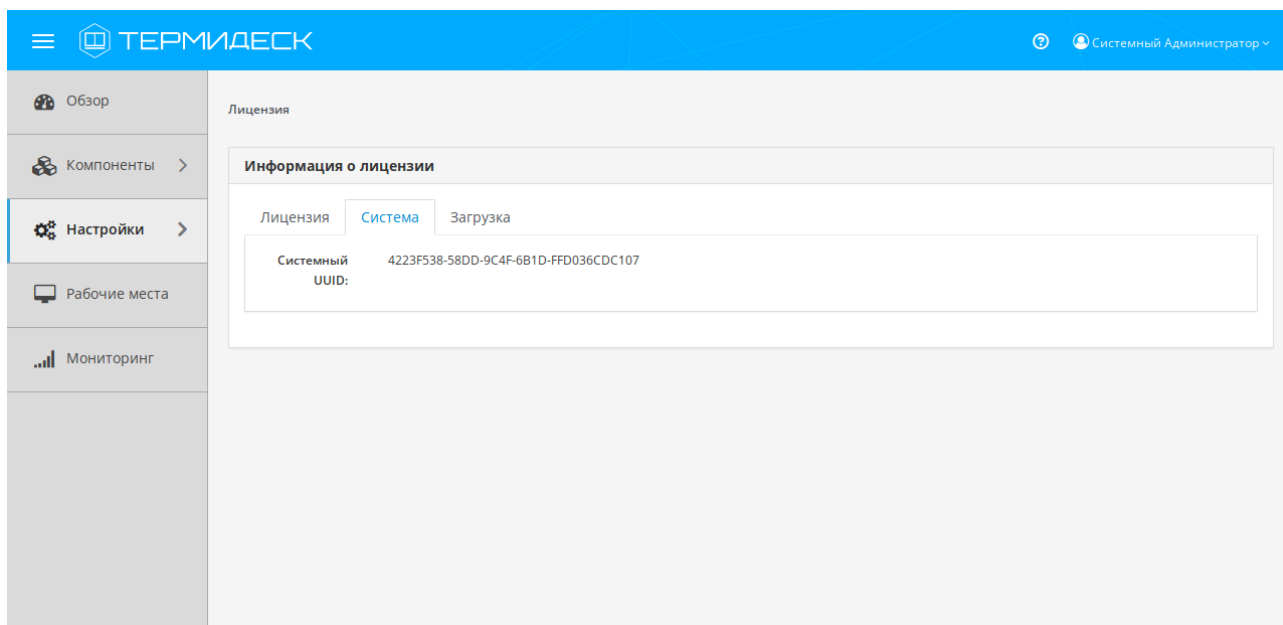 ТЕРМИДЕСК
Системный Администратор
Обзор
Компоненты
Настройки
Рабочие места
Мониторинг
Лицензия
Информация о лицензии
Лицензия Система Загрузка
Системный 4223F538-58DD-9C4F-6B1D-FFD036CDC107
UUID: